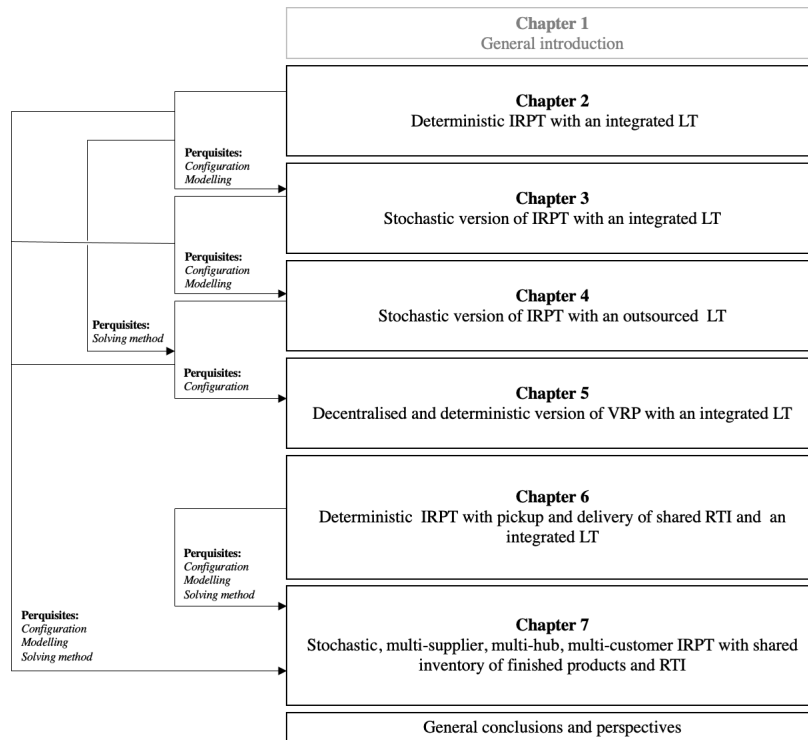 Chapter 1
General introduction
Chapter 2
Deterministic IRPT with an integrated LT
Perquisites:
Configuration
Modelling
Chapter 3
Stochastic version of IRPT with an integrated LT
Perquisites:
Configuration
Modelling
Chapter 4
Stochastic version of IRPT with an outsourced LT
Perquisites:
Solving method
Perquisites:
Configuration
Chapter 5
Decentralised and deterministic version of VRP with an integrated LT
Chapter 6
Deterministic IRPT with pickup and delivery of shared RTI and an
integrated LT
Perquisites:
Configuration
Modelling
Solving method
Perquisites:
Configuration
Modelling
Solving method
Chapter 7
Stochastic, multi-supplier, multi-hub, multi-customer IRPT with shared
inventory of finished products and RTI
General conclusions and perspectives